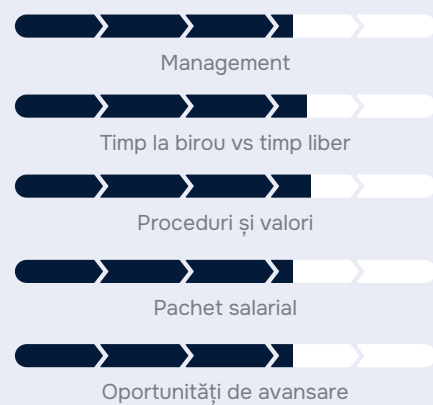 Management
Timp la birou vs timp liber
Proceduri și valori
Pachet salarial
Oportunități de avansare